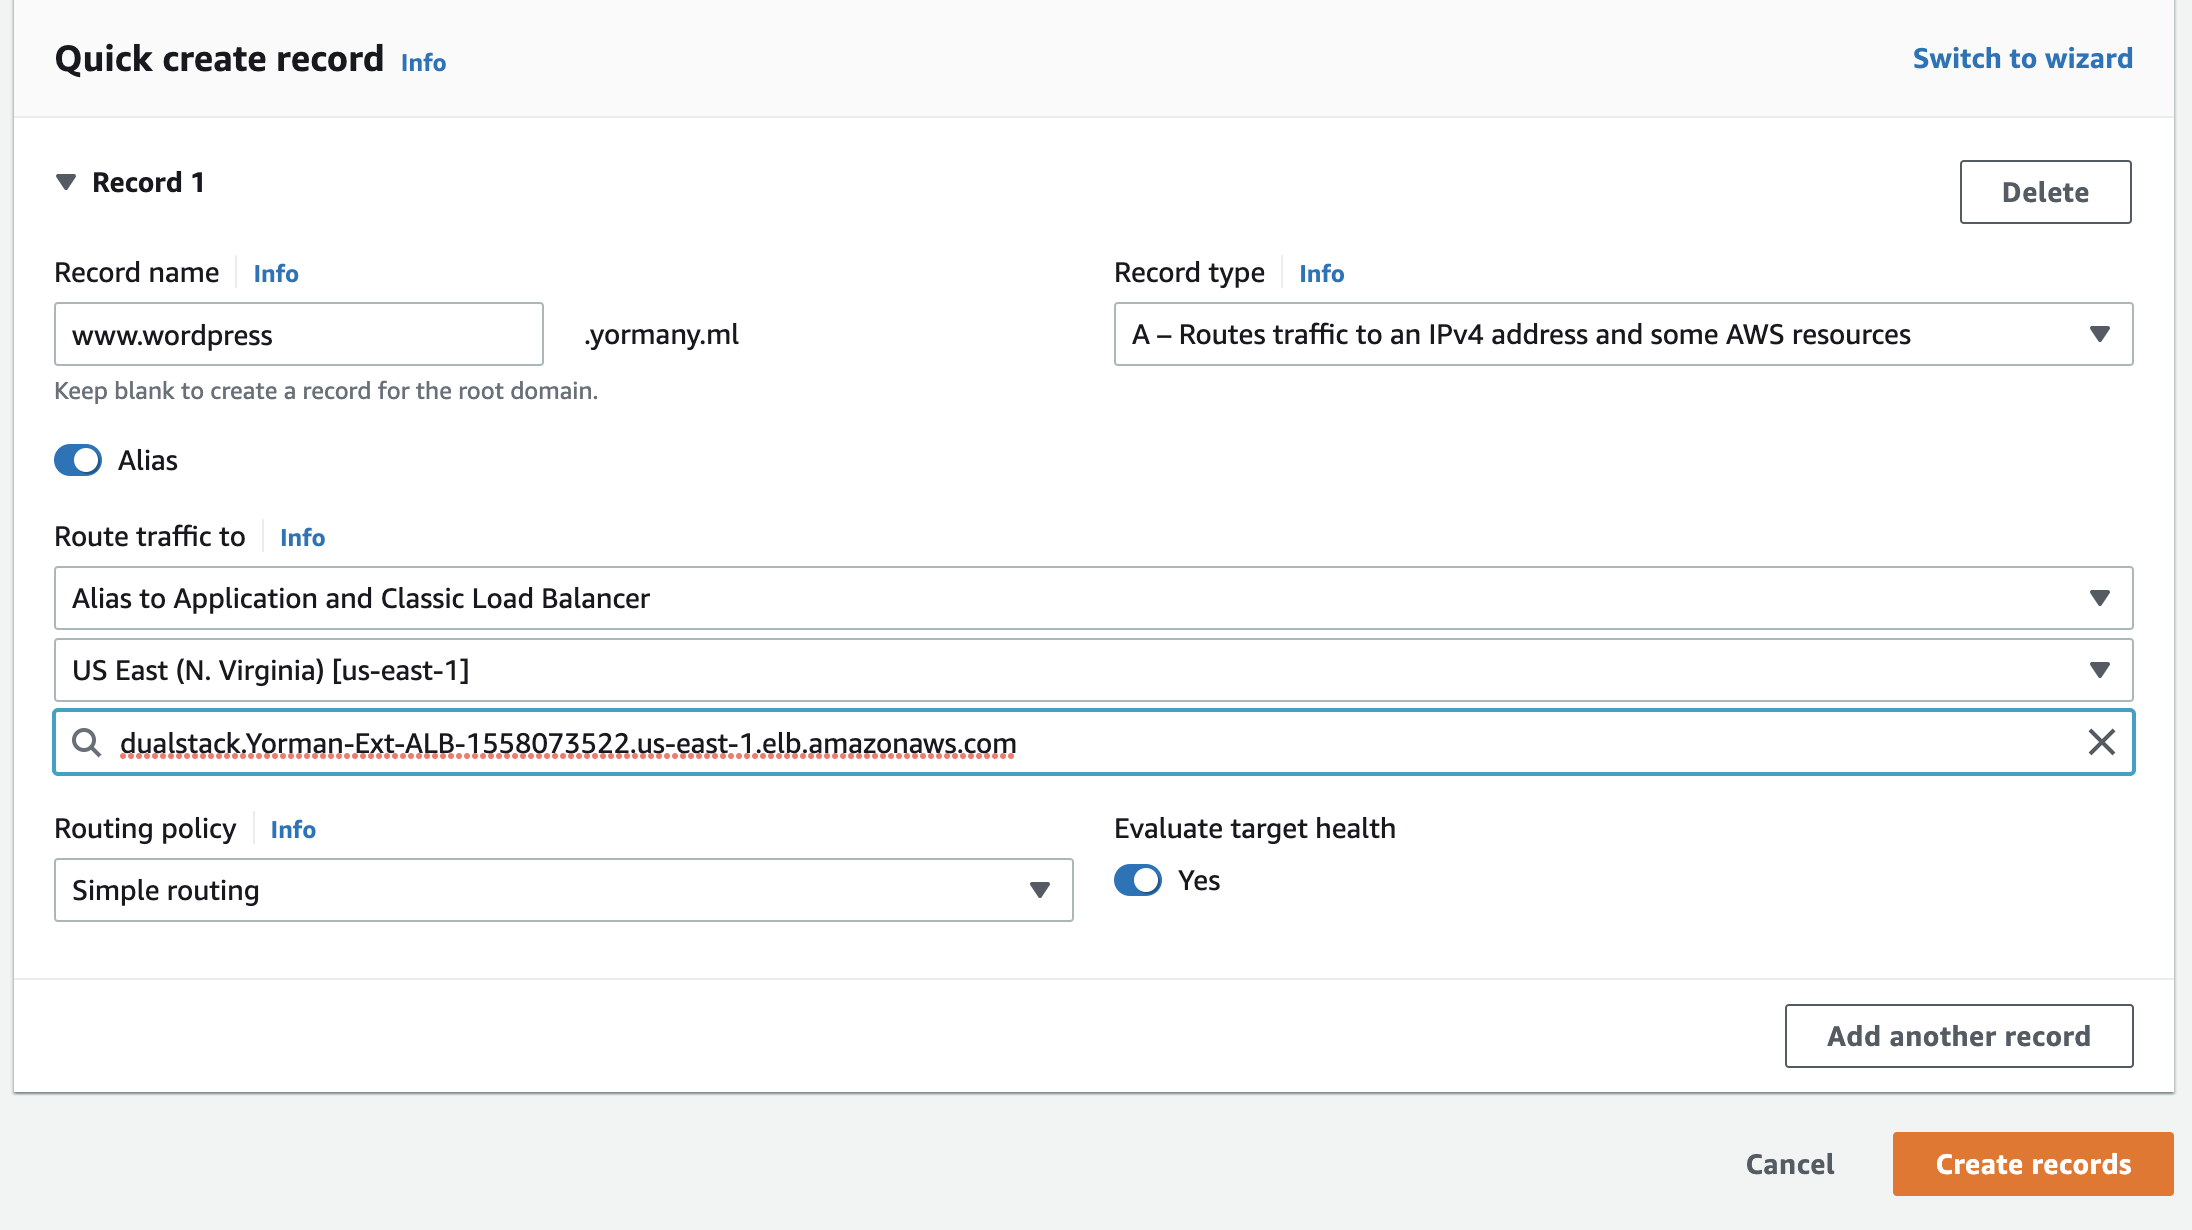 Quick create record Info Switch to wizard
Record 1
Delete
Record name Info
Record type Info
www.wordpress .yormany.ml
A – Routes traffic to an IPv4 address and some AWS resources
Keep blank to create a record for the root domain.
Alias
Route traffic to Info
Alias to Application and Classic Load Balancer
US East (N. Virginia) [us-east-1]
dualstack.Yorman-Ext-ALB-1558073522.us-east-1.elb.amazonaws.com
Routing policy Info
Evaluate target health
Simple routing
Yes
Add another record
Cancel Create records